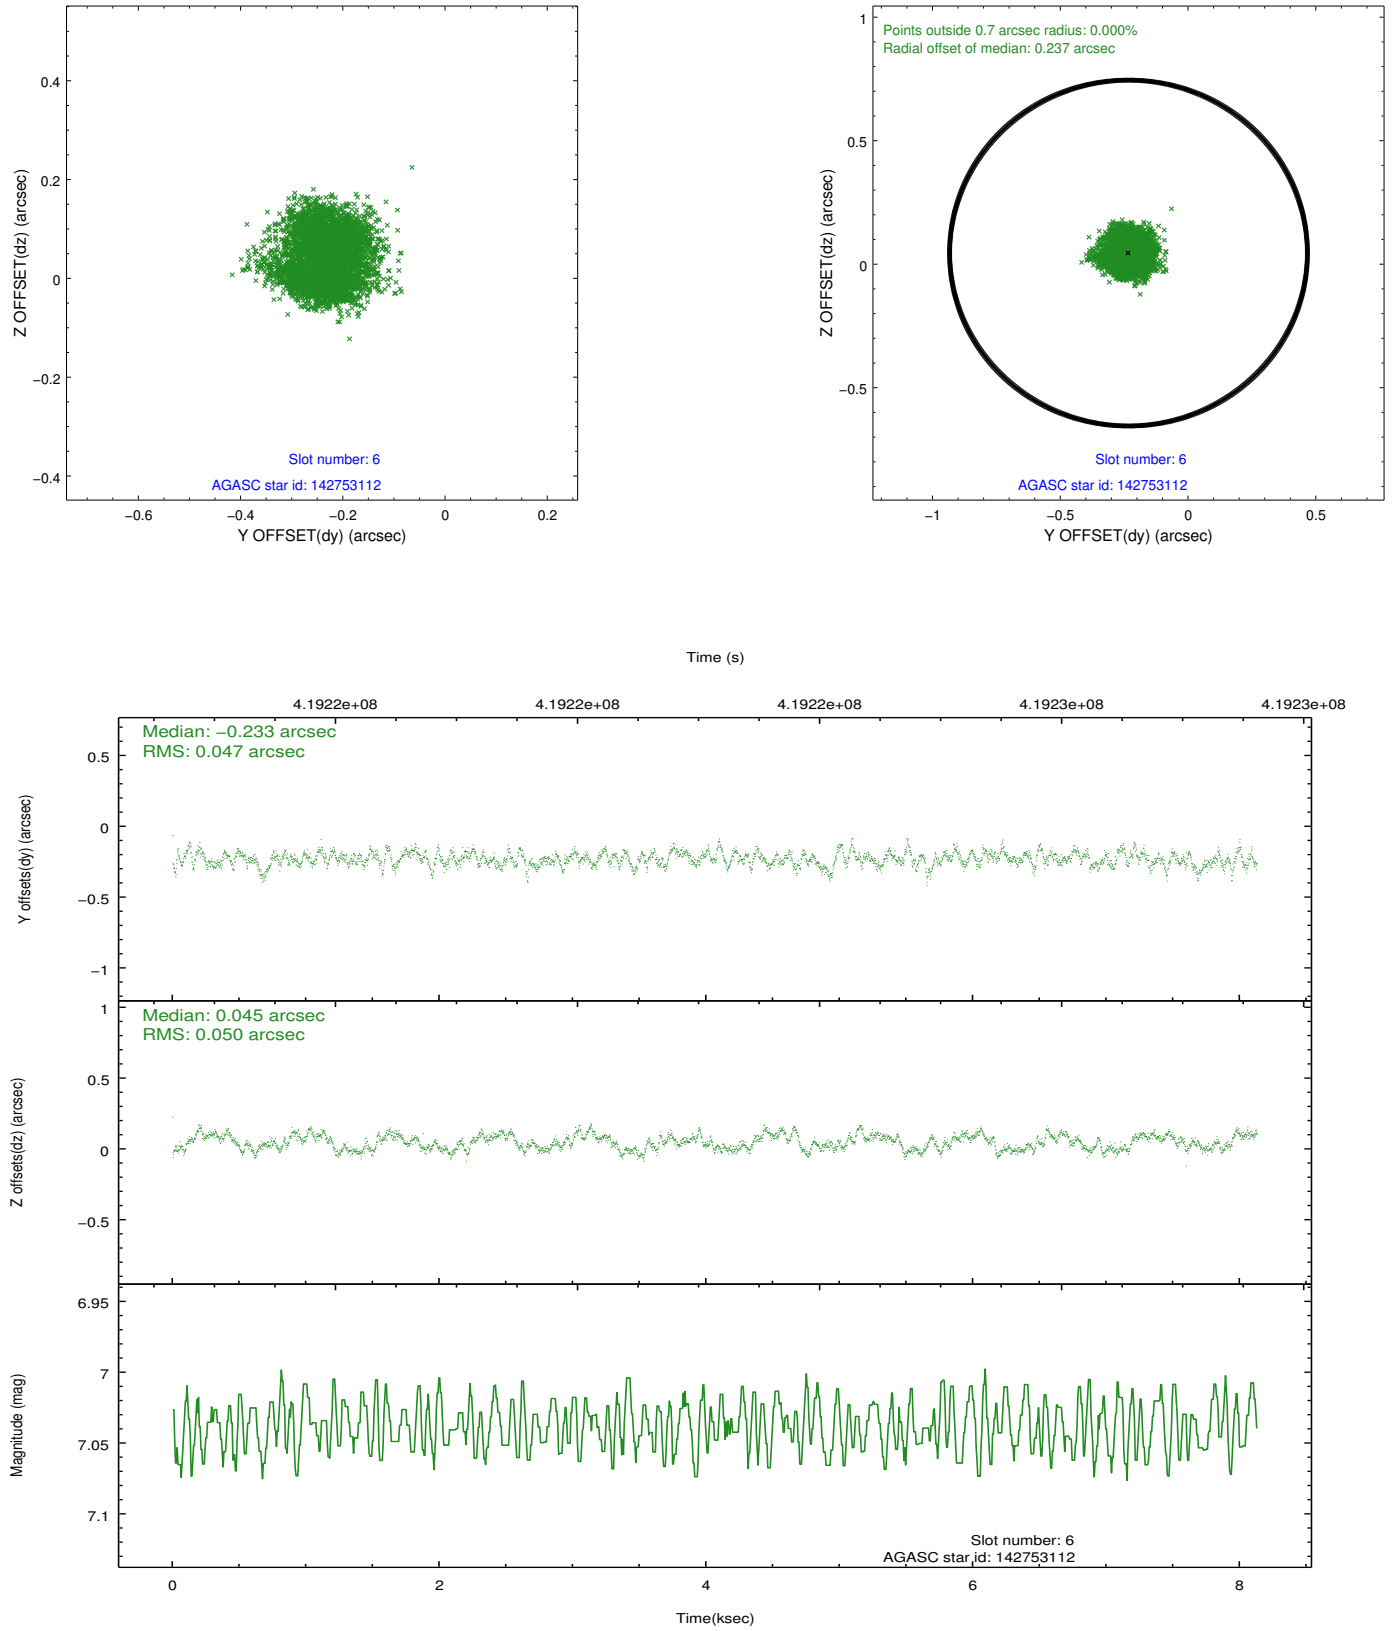 0.4
0.2
0
−0.2
−0.4
Z OFFSET(dz) (arcsec)
Slot number: 6
AGASC star id: 142753112
−0.6
−0.4
−0.2
0
0.2
Y OFFSET(dy) (arcsec)
Points outside 0.7 arcsec radius: 0.000%
Radial offset of median: 0.237 arcsec
1
0.5
0
−0.5
Z OFFSET(dz) (arcsec)
Slot number: 6
AGASC star id: 142753112
−1
−0.5
0
0.5
Y OFFSET(dy) (arcsec)
Time (s)
4.1922e+08
4.1922e+08
4.1922e+08
4.1923e+08
4.1923e+08
Median: −0.233 arcsec
RMS: 0.047 arcsec
0.5
0
−0.5
−1
Y offsets(dy) (arcsec)
Median: 0.045 arcsec
RMS: 0.050 arcsec
1
0.5
0
−0.5
Z offsets(dz) (arcsec)
6.95
7
7.05
7.1
Magnitude (mag)
Slot number: 6
AGASC star id: 142753112
0
2
4
6
8
Time(ksec)